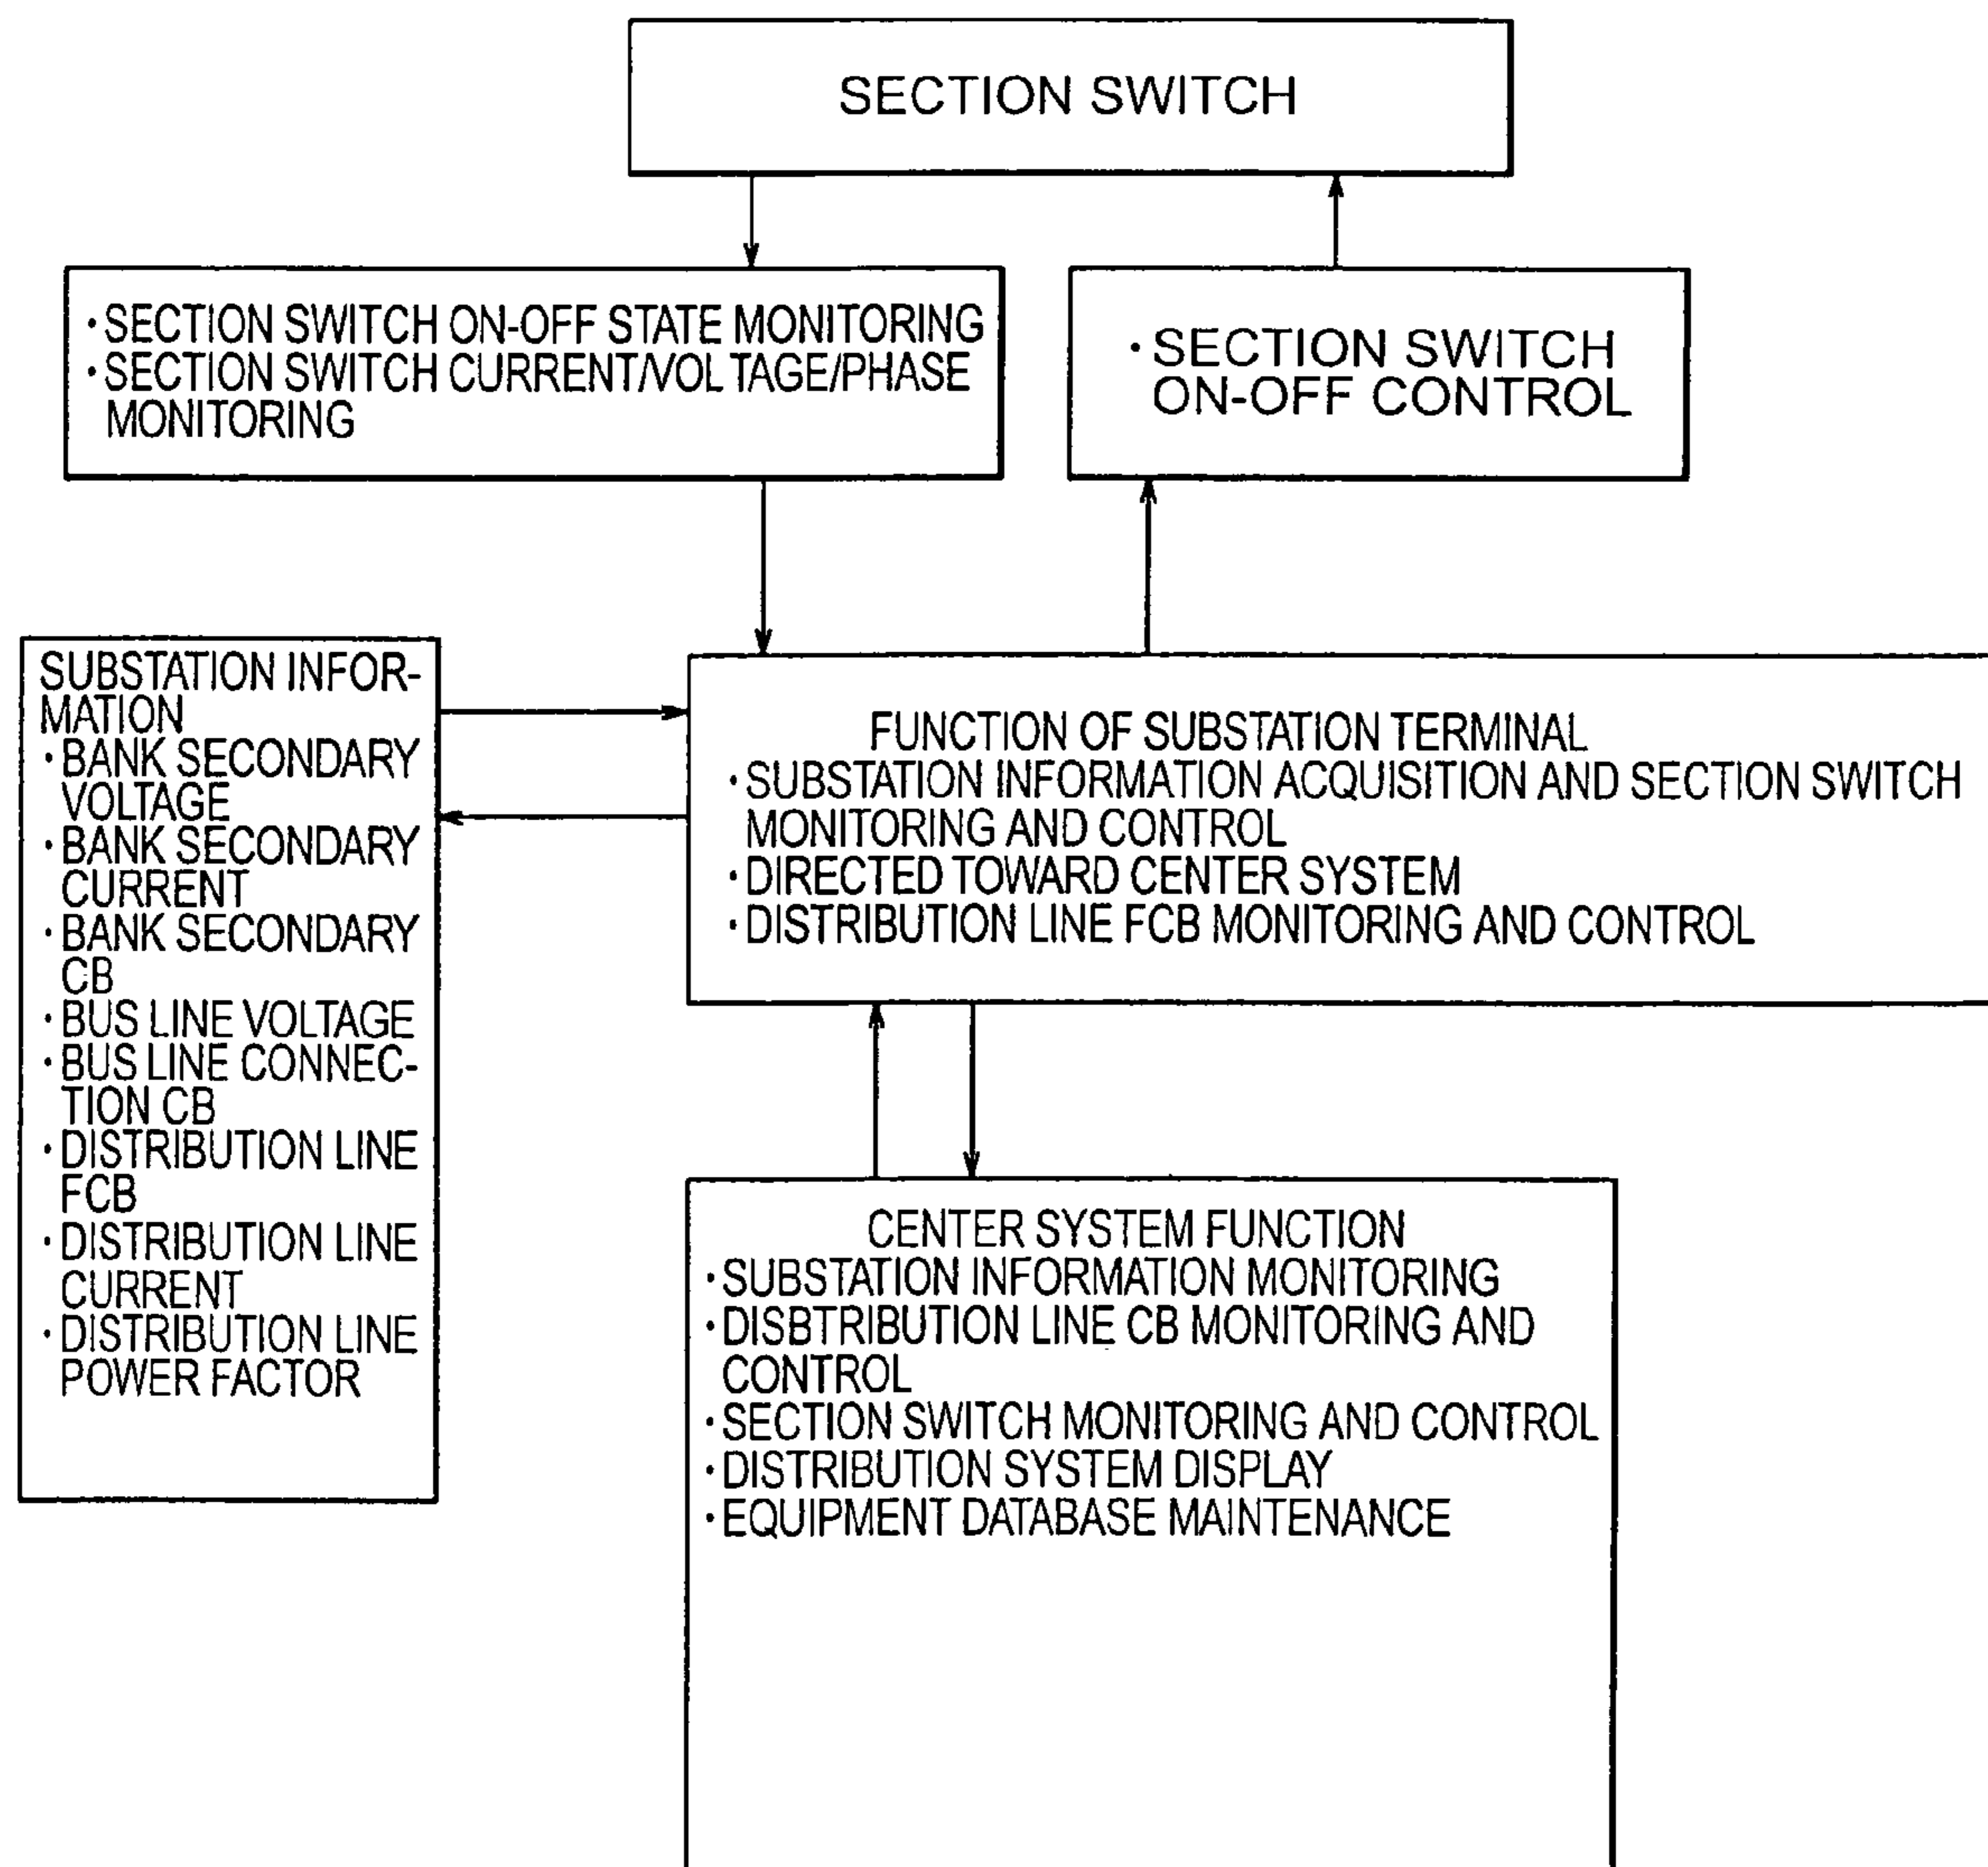 SECTION SWITCH
·SECTION SWITCH ON-OFF STATE MONITORING
·SECTION SWITCH CURRENT/VOLTAGE/PHASE
MONITORING
·SECTION SWITCH
ON-OFF CONTROL
SUBSTATION INFOR-
MATION
·BANK SECONDARY
VOLTAGE
·BANK SECONDARY
CURRENT
·BANK SECONDARY
CB
·BUS LINE VOLTAGE
·BUS LINE CONNEC-
TION CB
·DISTRIBUTION LINE
FCB
·DISTRIBUTION LINE
CURRENT
·DISTRIBUTION LINE
POWER FACTOR
FUNCTION OF SUBSTATION TERMINAL
·SUBSTATION INFORMATION ACQUISITION AND SECTION SWITCH
MONITORING AND CONTROL
·DIRECTED TOWARD CENTER SYSTEM
·DISTRIBUTION LINE FCB MONITORING AND CONTROL
CENTER SYSTEM FUNCTION
·SUBSTATION INFORMATION MONITORING
·DISBTRIBUTION LINE CB MONITORING AND
CONTROL
·SECTION SWITCH MONITORING AND CONTROL
·DISTRIBUTION SYSTEM DISPLAY
·EQUIPMENT DATABASE MAINTENANCE